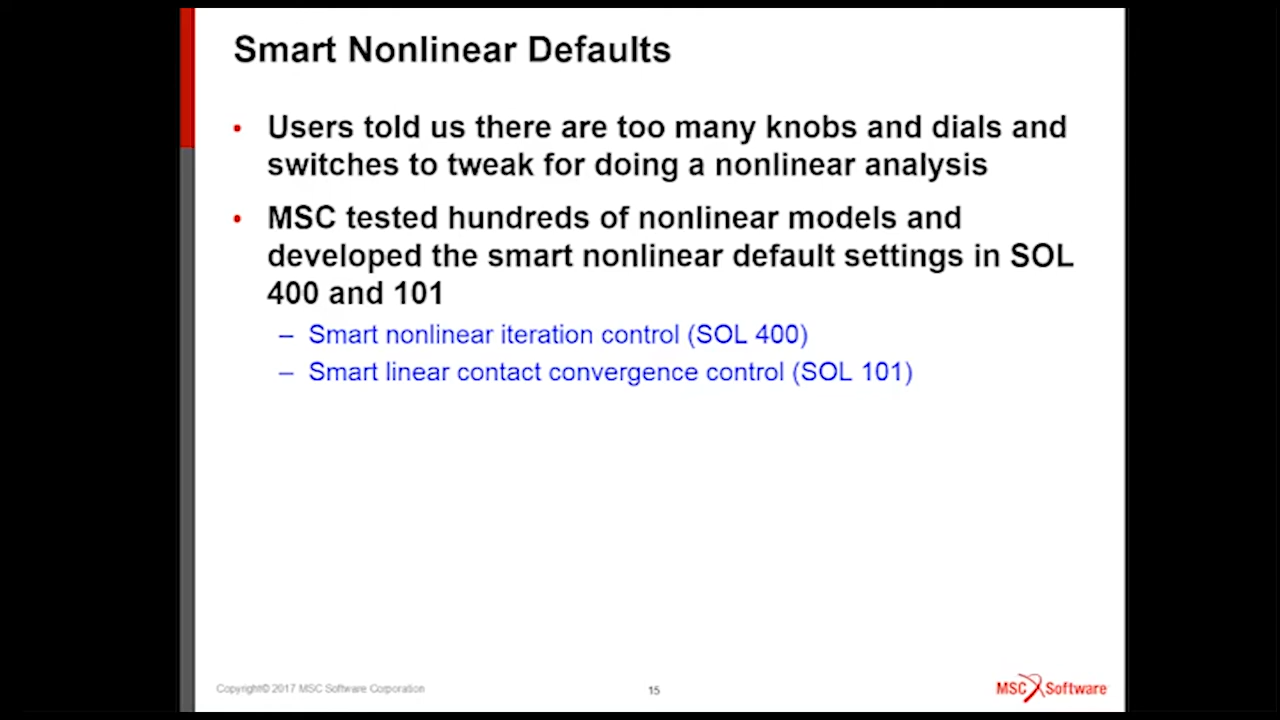 Smart Nonlinear Defaults
• Users told us there are too many knobs and dials and
switches to tweak for doing a nonlinear analysis
• MSC tested hundreds of nonlinear models and
developed the smart nonlinear default settings in SOL
400 and 101
– Smart nonlinear iteration control (SOL 400)
– Smart linear contact convergence control (SOL 101)
Copyright© 2017 MSC Software Corporation
15
MSC Software